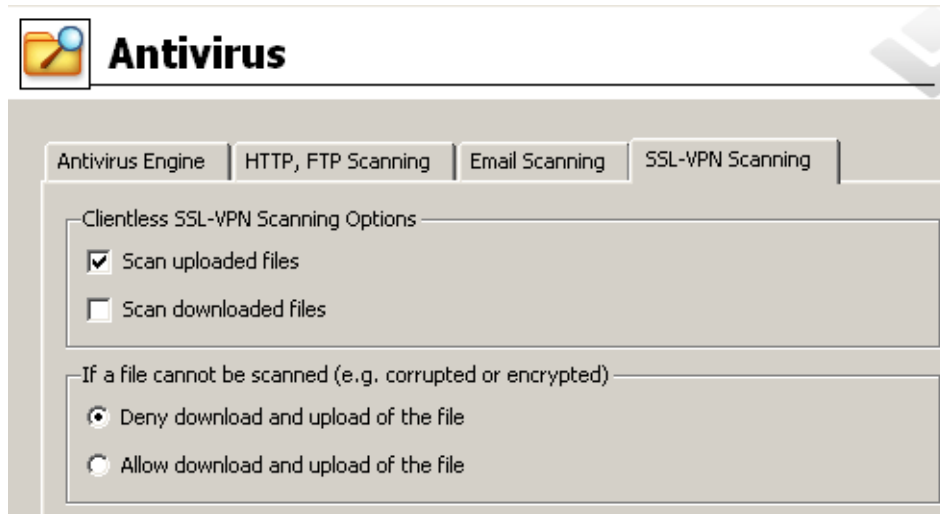 Antivirus
Antivirus Engine HTTP, FTP Scanning Email Scanning SSL-VPN Scanning
Clientless SSL-VPN Scanning Options
Scan uploaded files
Scan downloaded files
If a file cannot be scanned (e.g. corrupted or encrypted)
Deny download and upload of the file
Allow download and upload of the file